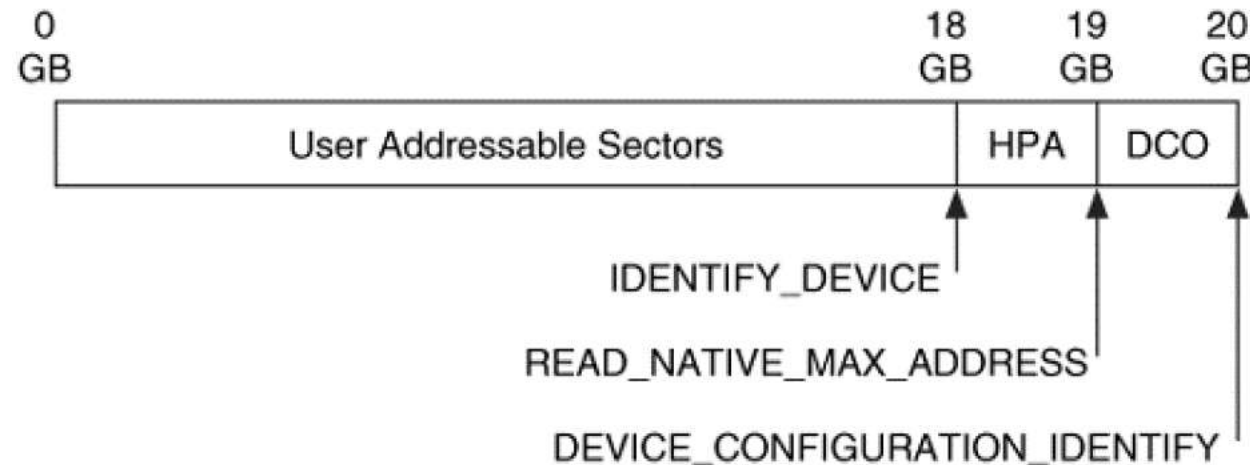 0 18 19 20
GB GB GB GB
User Addressable Sectors HPA DCO
IDENTIFY_DEVICE
READ_NATIVE_MAX_ADDRESS
DEVICE_CONFIGURATION_IDENTIFY